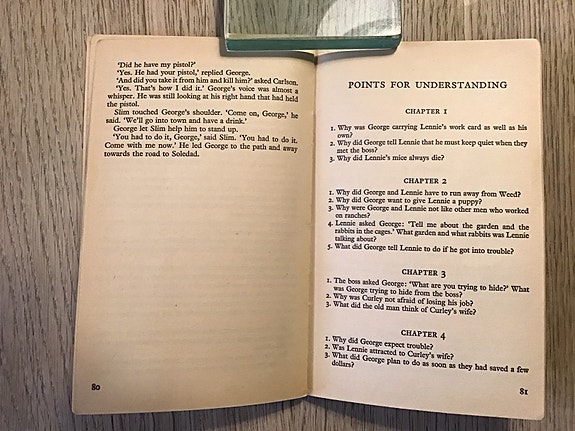 'Did he have my pistol?'
'Yes. He had your pistol,' replied George.
'And did you take it from him and kill him?' asked Carlson.
'Yes. That's how I did it.' George's voice was almost a
whisper. He was still looking at his right hand that had held
the pistol.
Slim touched George's shoulder. 'Come on, George,' he
said. 'We'll go into town and have a drink.'
George let Slim help him to stand up.
'You had to do it, George,' said Slim. 'You had to do it.
Come with me now.' He led George to the path and away
towards the road to Soledad.
80
POINTS FOR UNDERSTANDING
CHAPTER 1
1. Why was George carrying Lennie's work card as well as his
own?
2. Why did George tell Lennie that he must keep quiet when they
met the boss?
3. Why did Lennie's mice always die?
CHAPTER 2
1. Why did George and Lennie have to run away from Weed?
2. Why did George want to give Lennie a puppy?
3. Why were George and Lennie not like other men who worked
on ranches?
4. Lennie asked George: 'Tell me about the garden and the
rabbits in the cages.' What garden and what rabbits was Lennie
talking about?
5. What did George tell Lennie to do if he got into trouble?
CHAPTER 3
1. The boss asked George: 'What are you trying to hide?' What
was George trying to hide from the boss?
2. Why was Curley not afraid of losing his job?
3. What did the old man think of Curley's wife?
CHAPTER 4
1. Why did George expect trouble?
2. Was Lennie attracted to Curley's wife?
3. What did George plan to do as soon as they had saved a few
dollars?
81